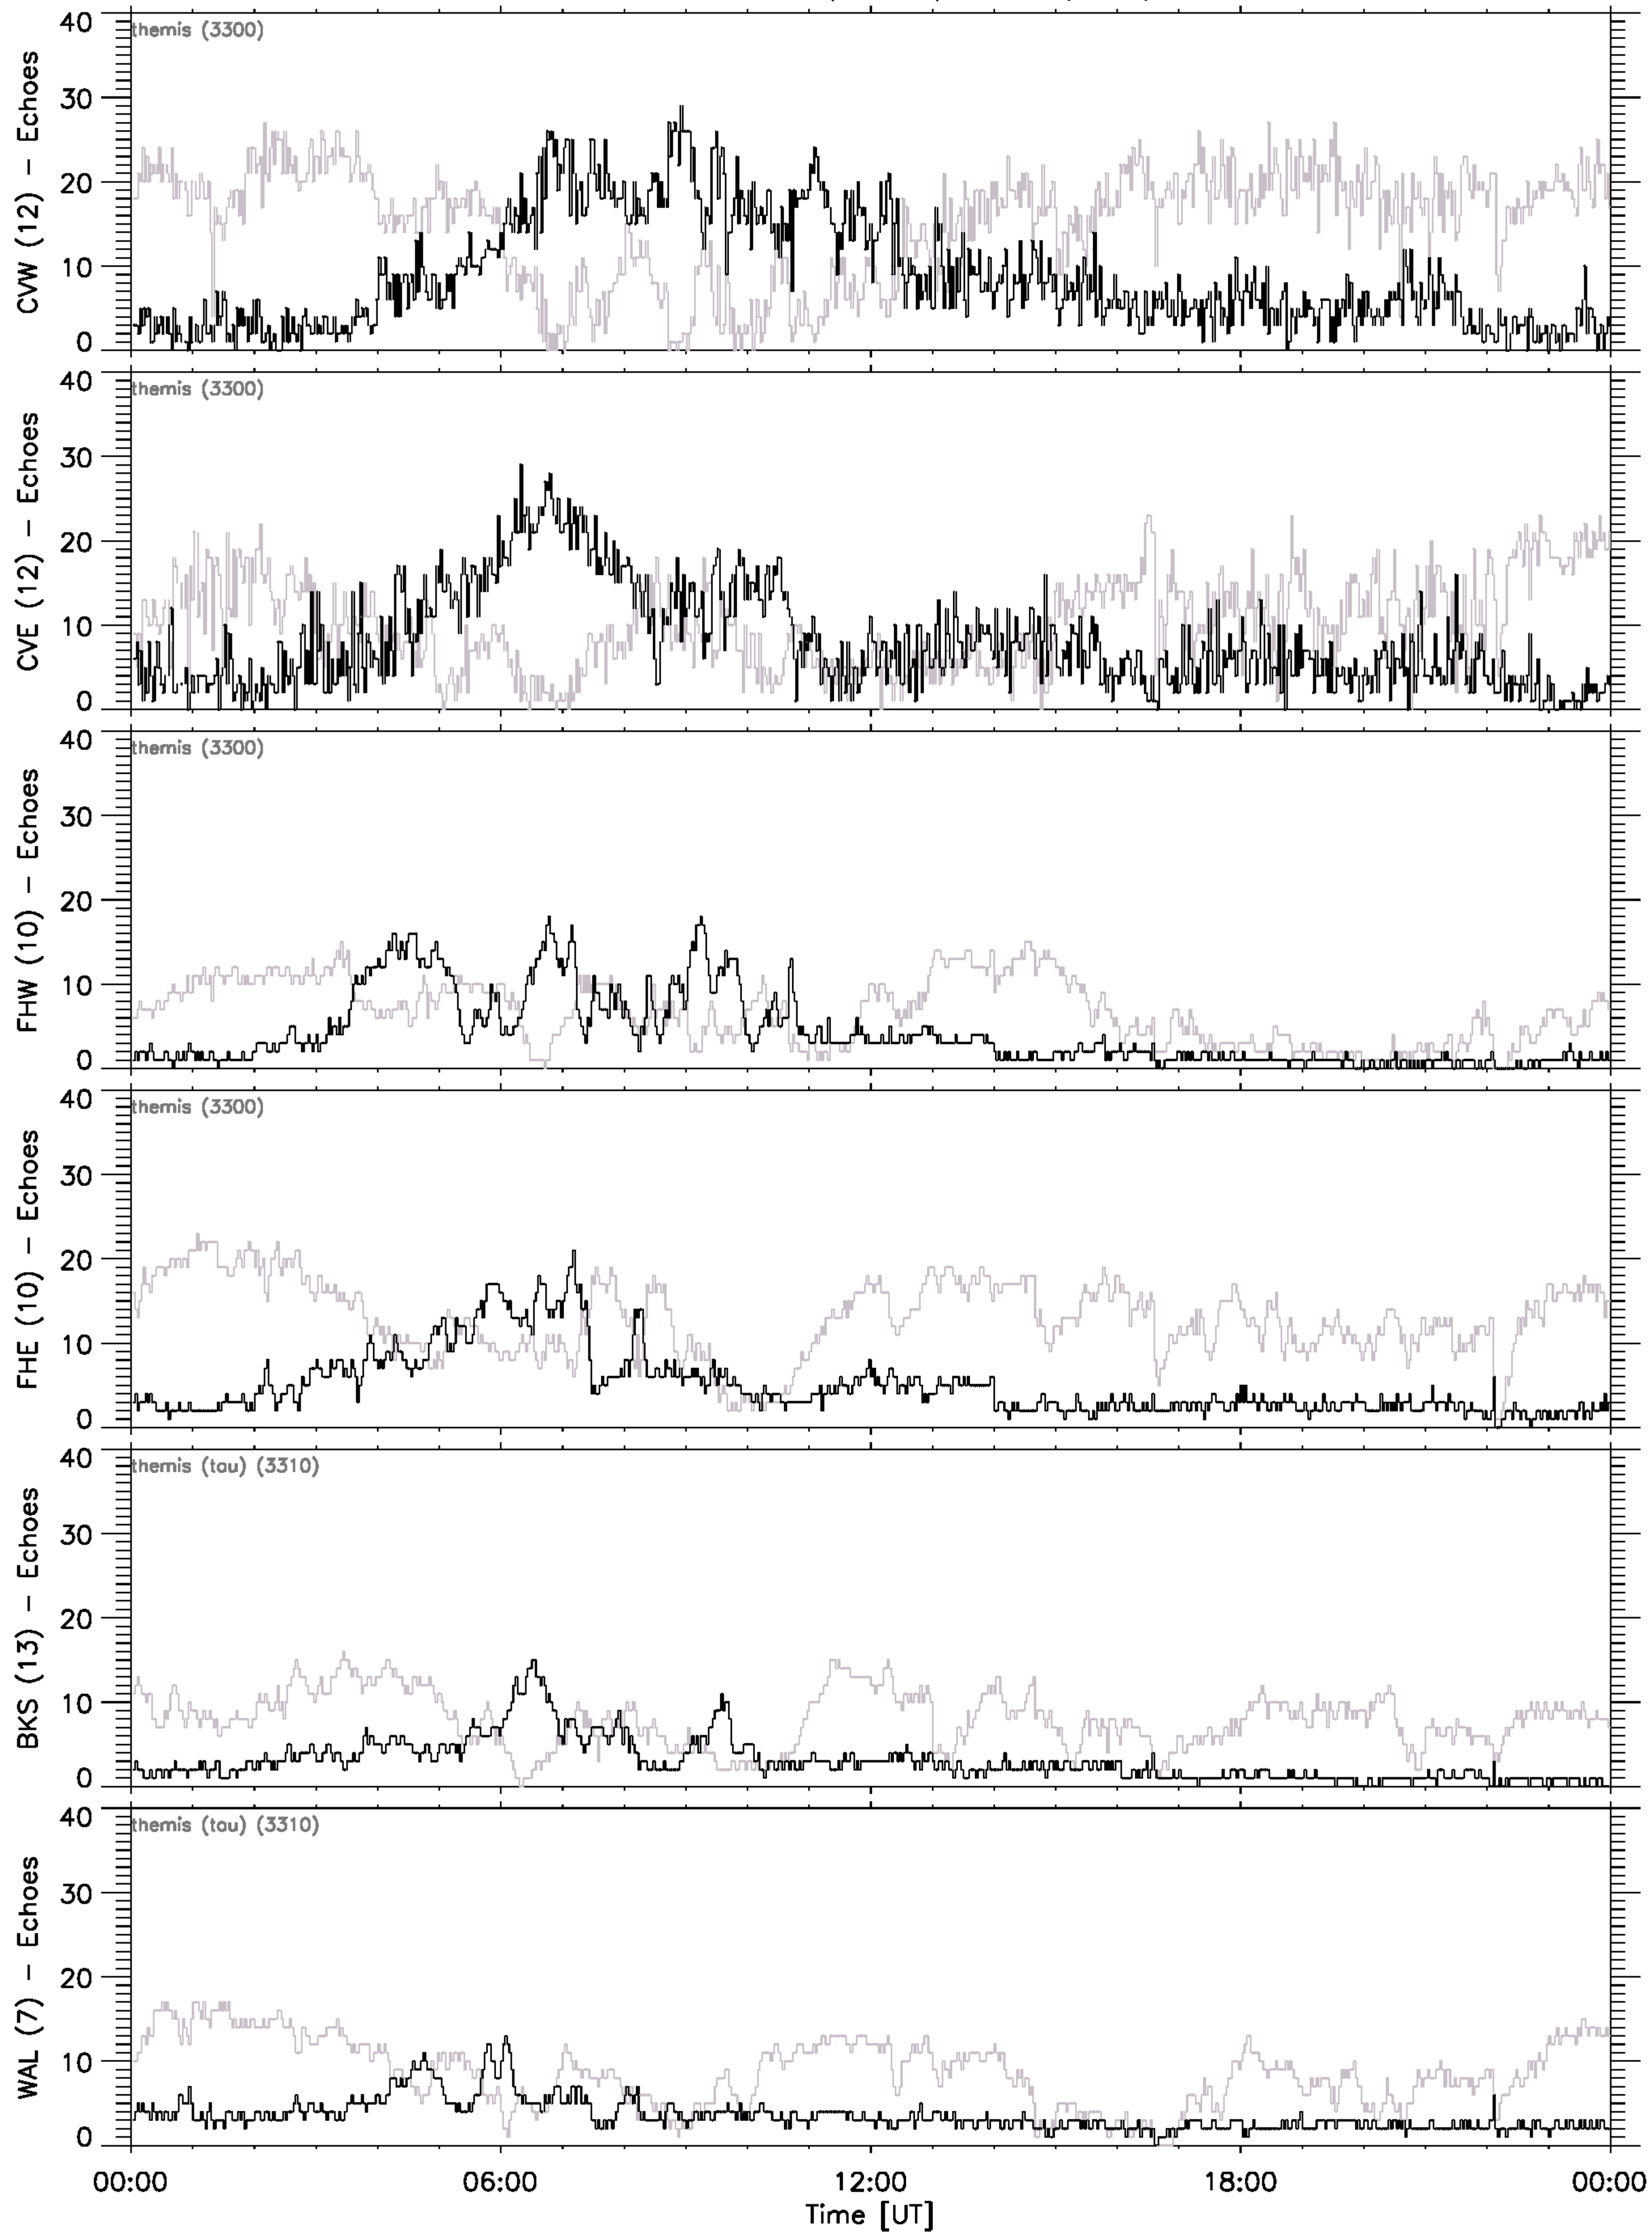 40
themis (3300)
30
20
10
0
CVW (12) – Echoes
40
themis (3300)
30
20
10
0
CVE (12) – Echoes
40
themis (3300)
30
20
10
0
FHW (10) – Echoes
40
themis (3300)
30
20
10
0
FHE (10) – Echoes
40
themis (tau) (3310)
30
20
10
0
BKS (13) – Echoes
40
themis (tau) (3310)
30
20
10
0
WAL (7) – Echoes
00:00 06:00 12:00 18:00 00:00
Time [UT]